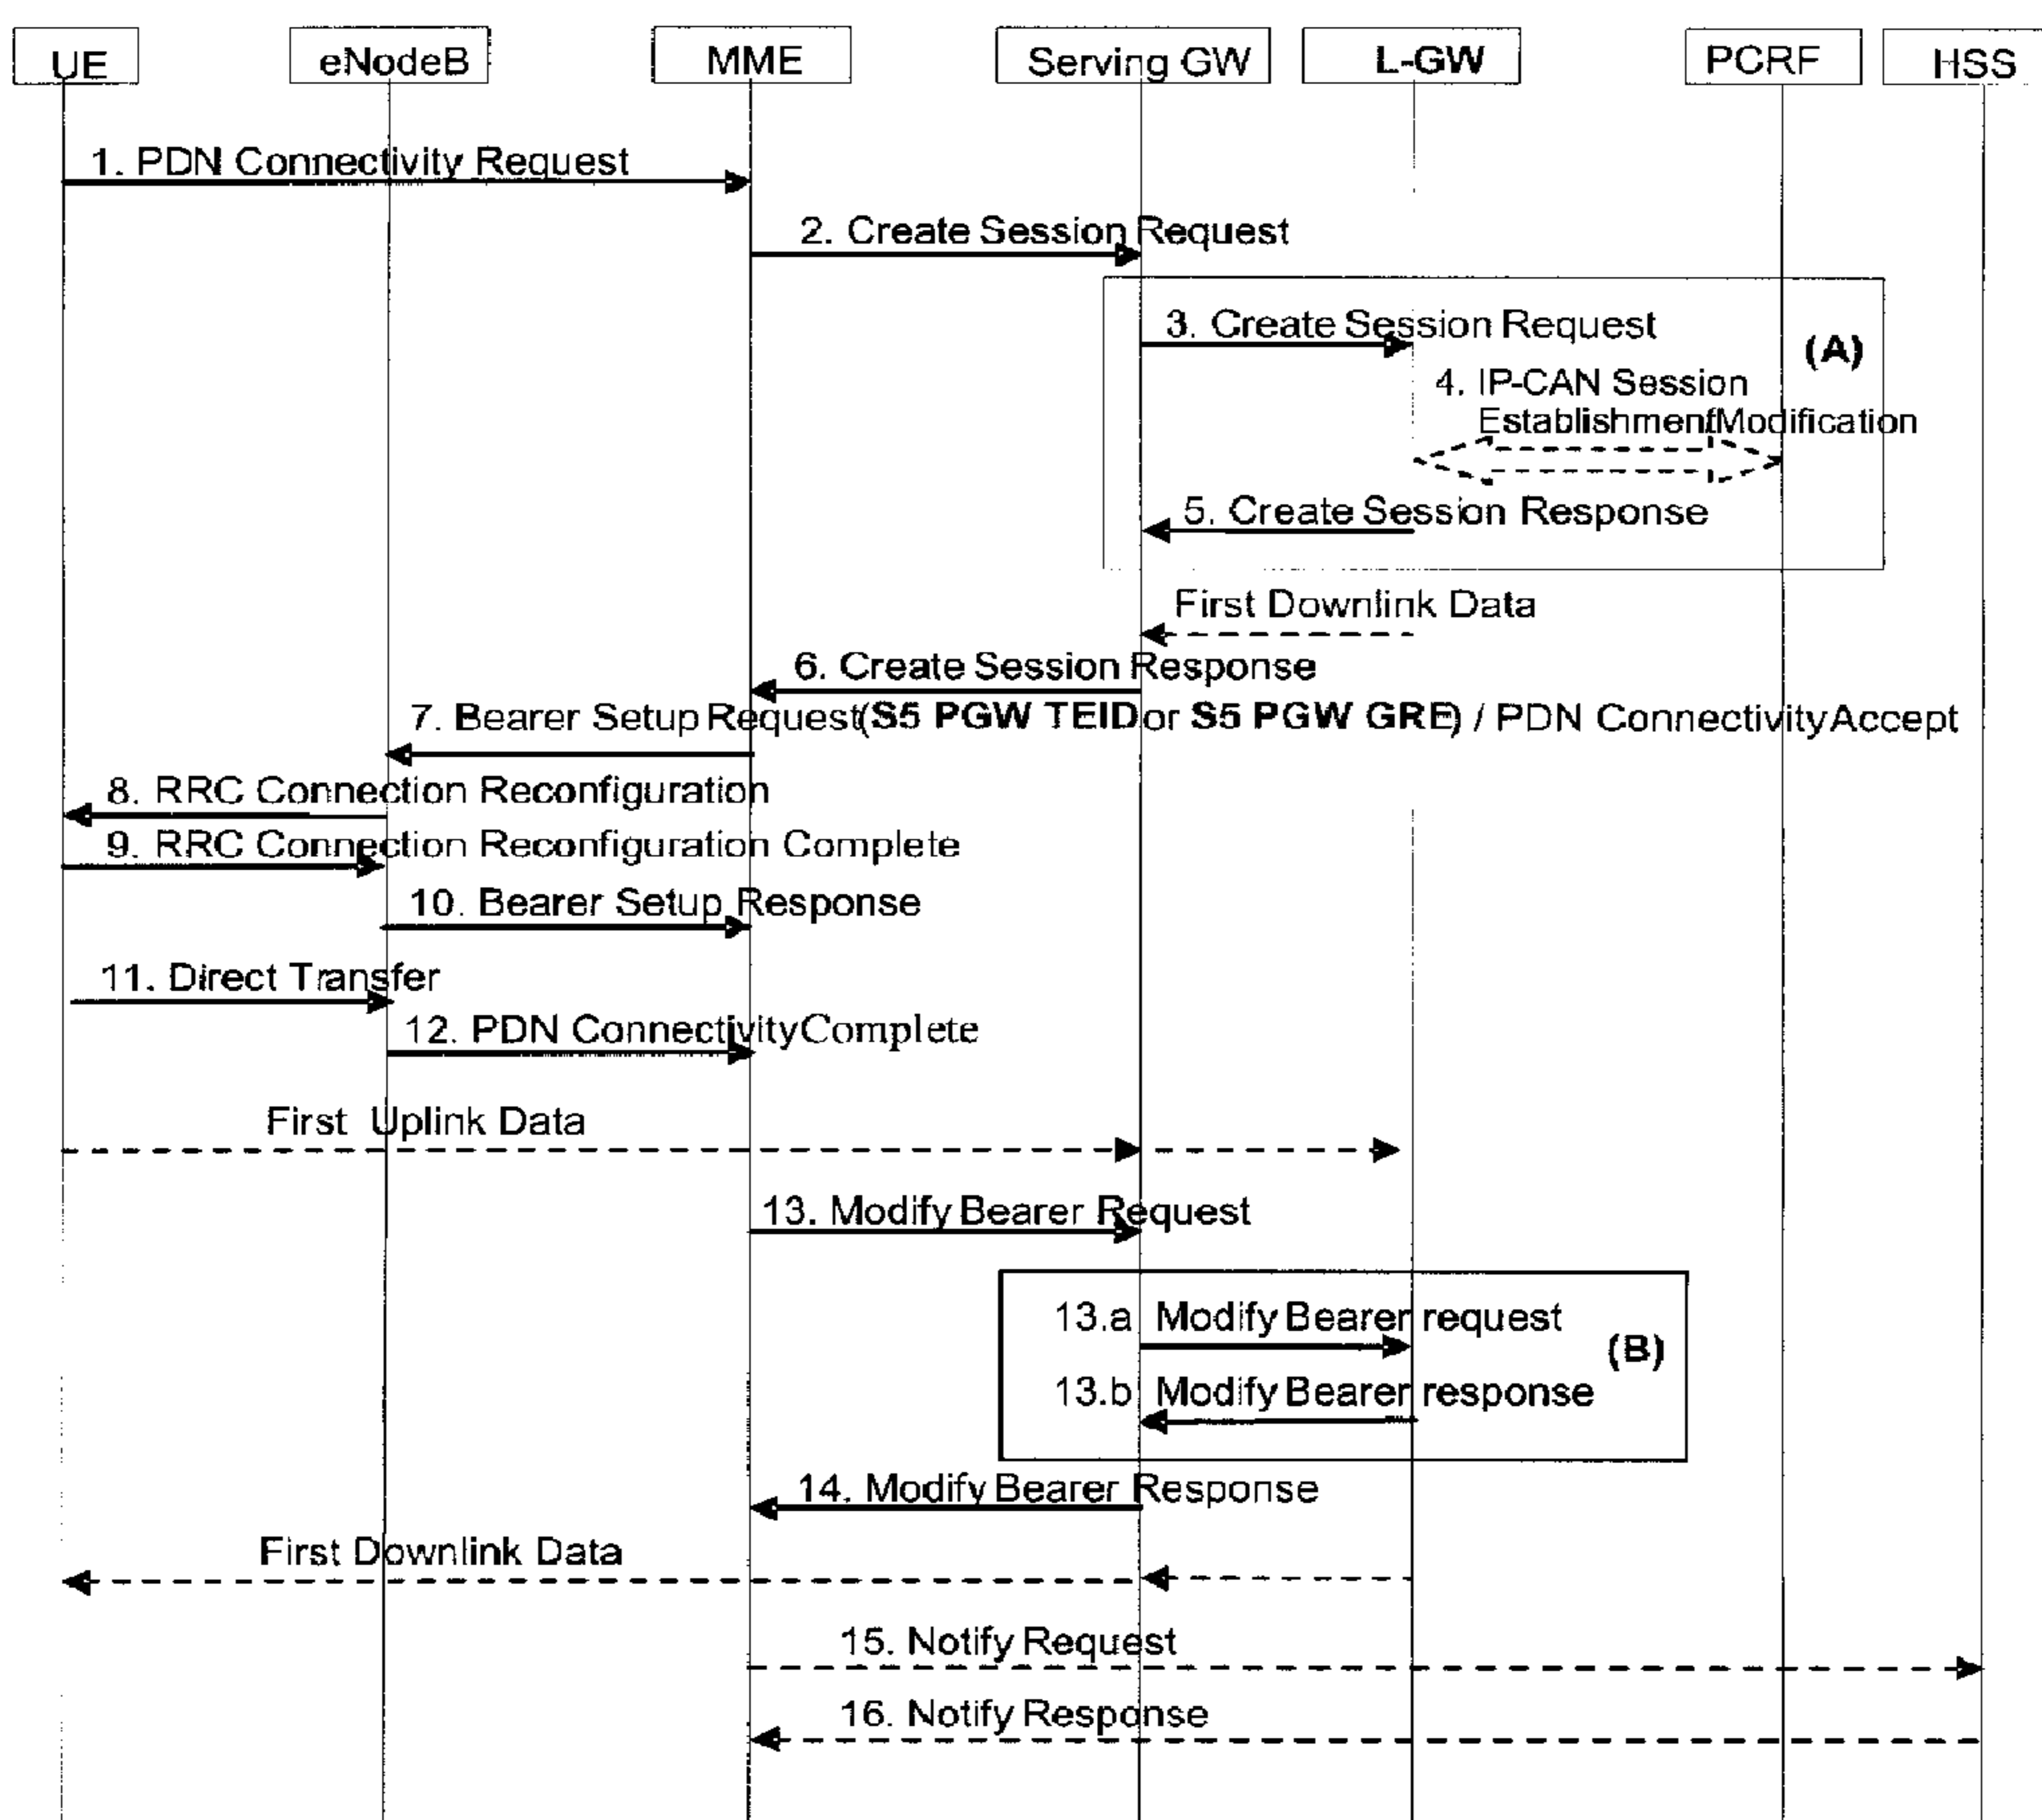 UE eNodeB MME Serving GW L-GW PCRF HSS
1. PDN Connectivity Request
2. Create Session Request
3. Create Session Request
(A)
4. IP-CAN Session
Establishment/Modification
5. Create Session Response
First Downlink Data
6. Create Session Response
7. Bearer Setup Request(S5 PGW TEID or S5 PGW GRE) / PDN Connectivity Accept
8. RRC Connection Reconfiguration
9. RRC Connection Reconfiguration Complete
10. Bearer Setup Response
11. Direct Transfer
12. PDN Connectivity Complete
First Uplink Data
13. Modify Bearer Request
13.a Modify Bearer request
(B)
13.b Modify Bearer response
14. Modify Bearer Response
First Downlink Data
15. Notify Request
16. Notify Response